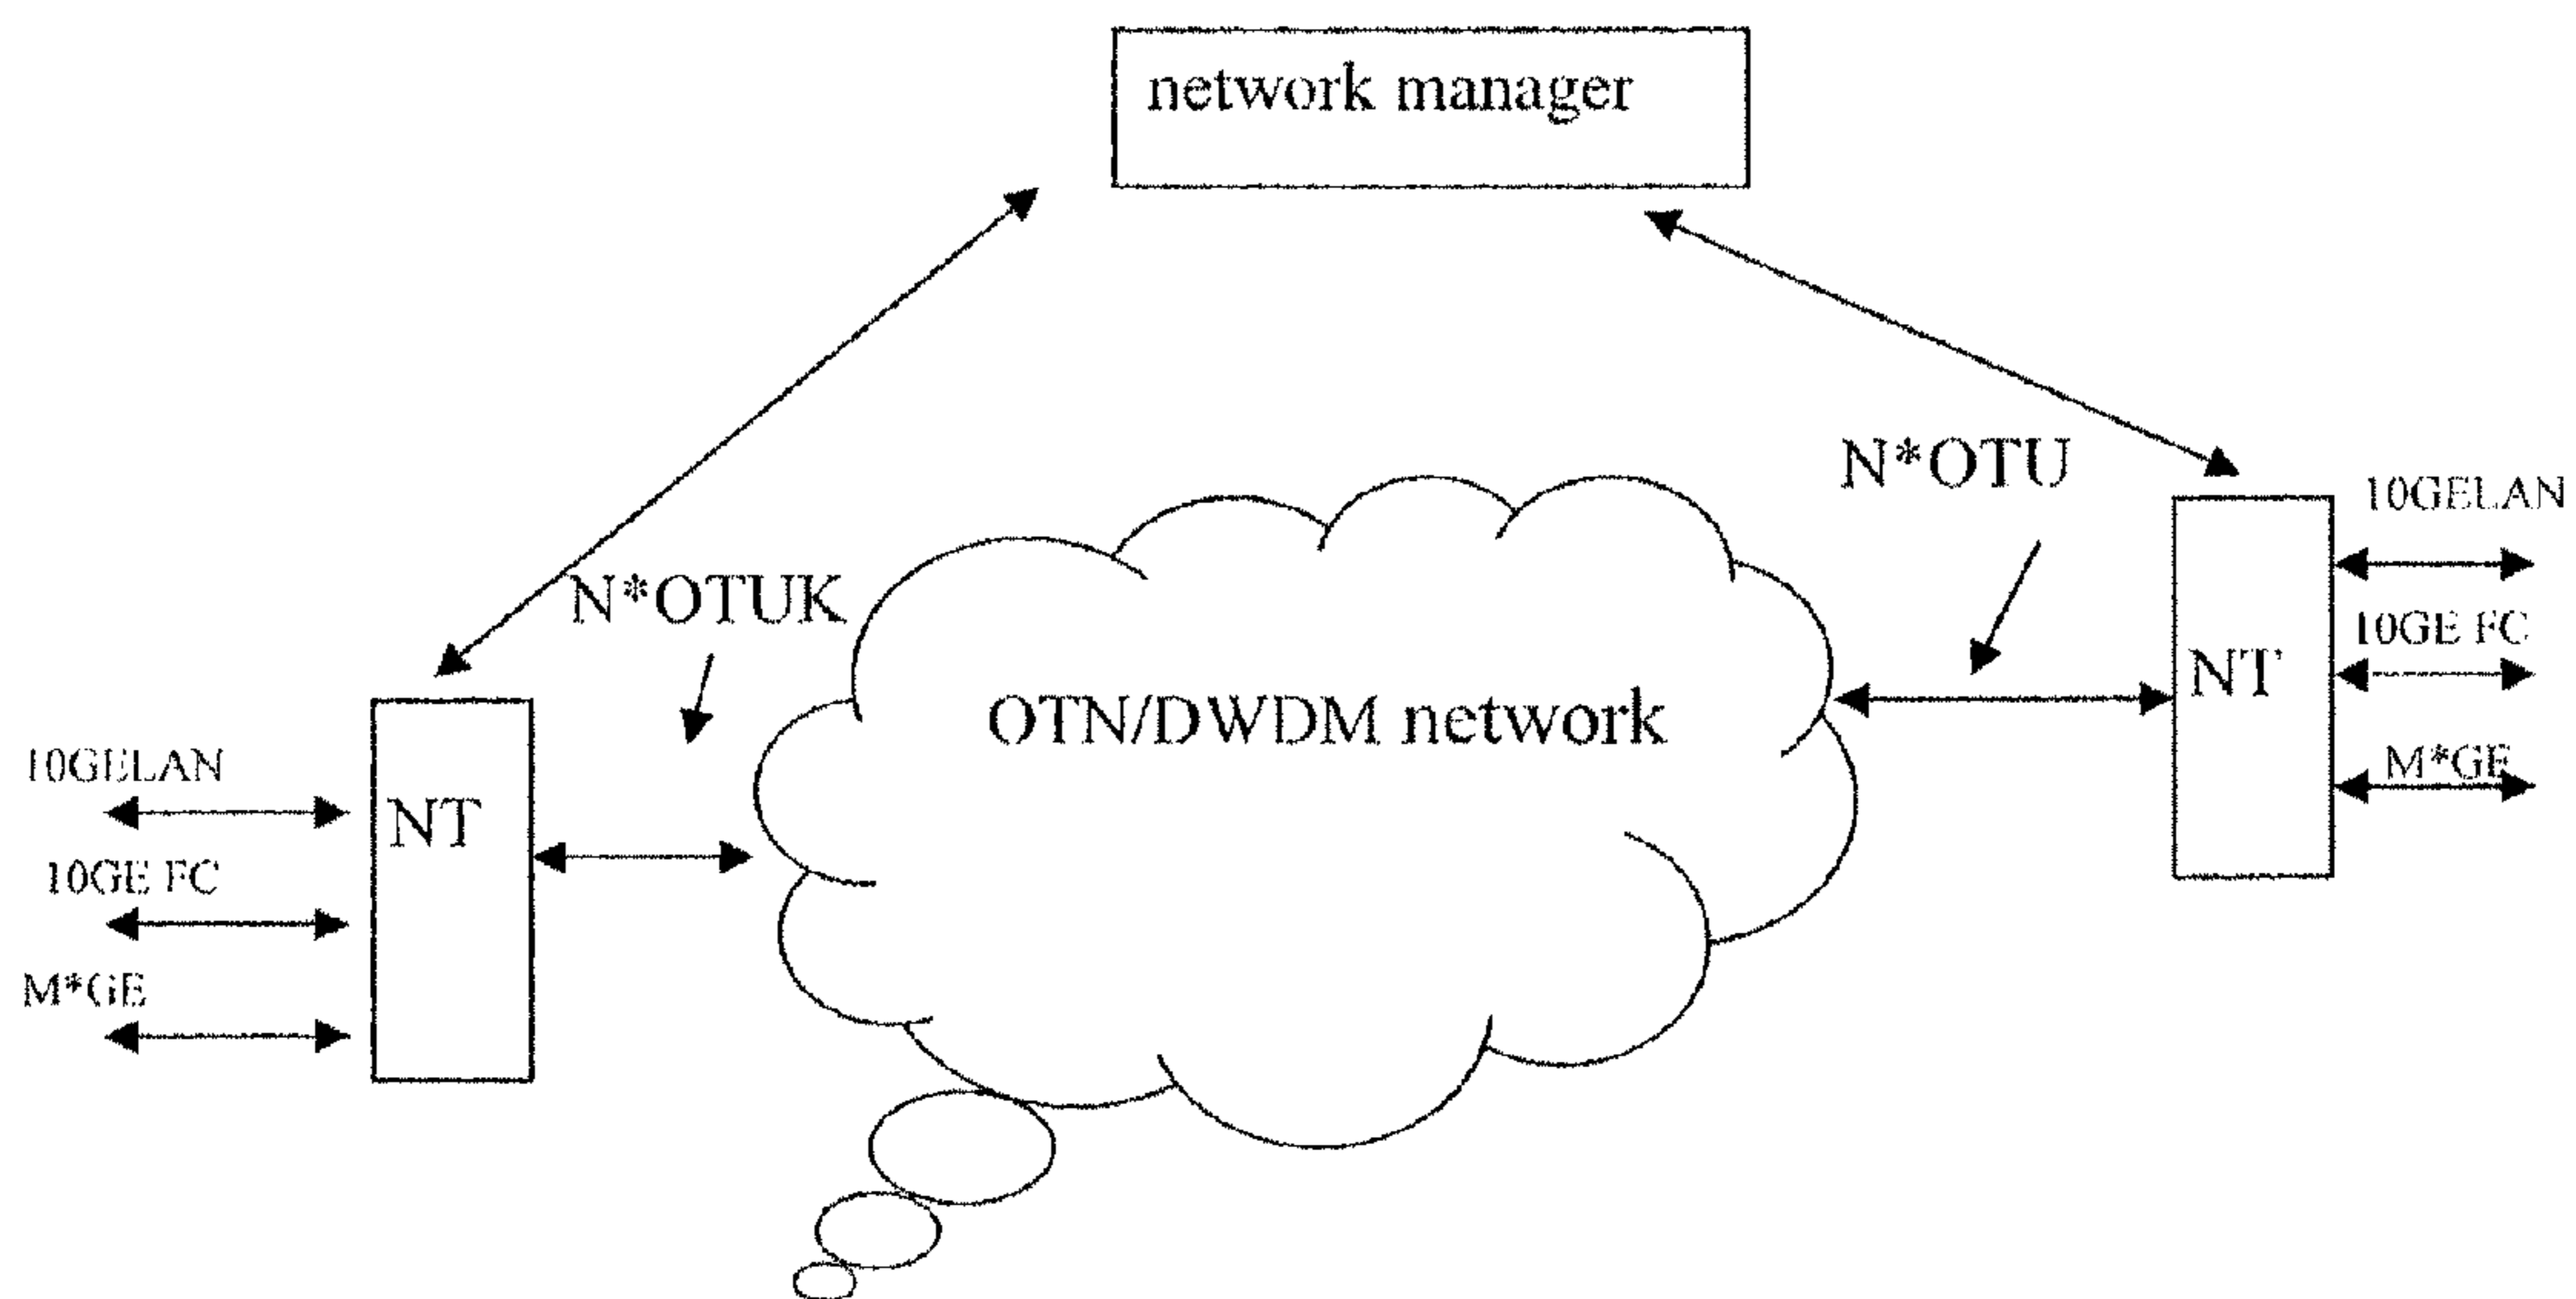 network manager
N*OTU
10GELAN
N*OTUK
10GE FC
NT
OTN/DWDM network
10GELAN
M*GE
NT
10GE FC
M*GE